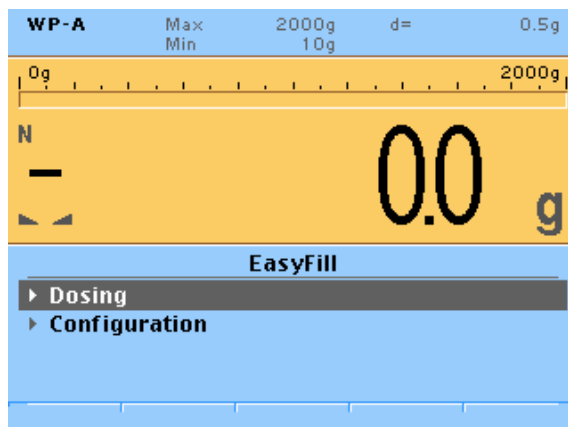 WP-A Max 2000g d= 0.5g
Min 10g
0g 2000g
N
- 0.0 g
EasyFill
Dosing
Configuration